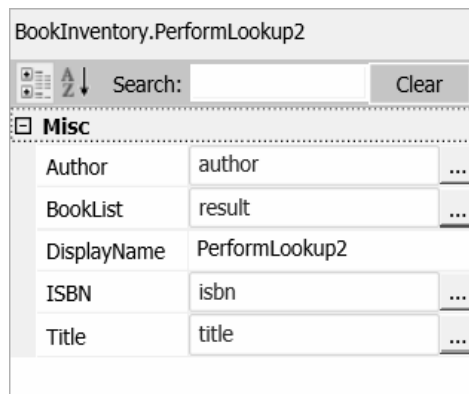 BookInventory.PerformLookup2
Search: Clear
Misc
Author author ...
BookList result ...
DisplayName PerformLookup2
ISBN isbn ...
Title title ...